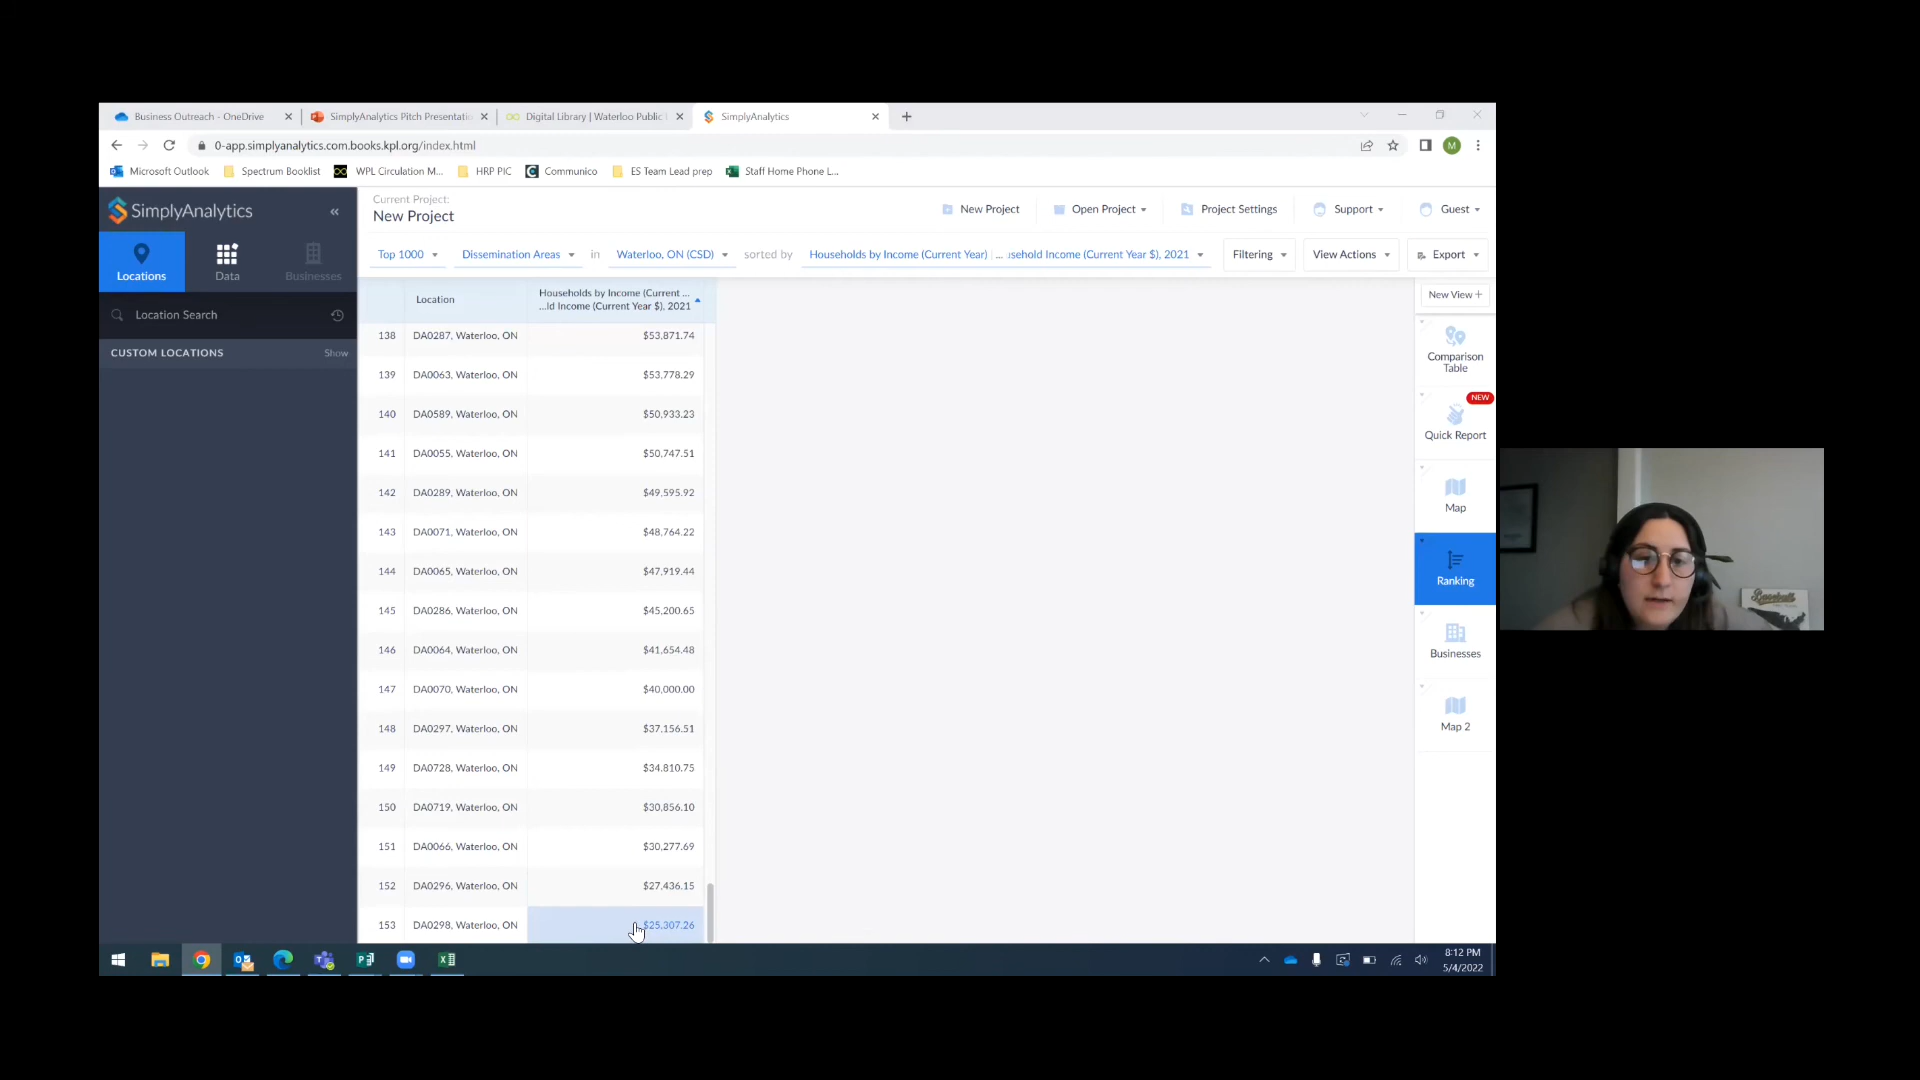 Business Outreach - OneDrive
SimplyAnalytics Pitch Presentatio
Digital Library | Waterloo Public
SimplyAnalytics
0-app.simplyanalytics.com.books.kpl.org/index.html
M
Microsoft Outlook
Spectrum Booklist
WPL Circulation M...
HRP PIC
Communico
ES Team Lead prep
Staff Home Phone L...
SimplyAnalytics
Current Project:
New Project
New Project
Open Project
Project Settings
Support
Guest
Locations
Data
Businesses
Top 1000
Dissemination Areas
in
Waterloo, ON (CSD)
sorted by
Households by Income (Current Year) | ... usehold Income (Current Year $), 2021
Filtering
View Actions
Export
Location Search
CUSTOM LOCATIONS
Show
Location
Households by Income (Current ...
...ld Income (Current Year $), 2021
138 DA0287, Waterloo, ON $53,871.74
139 DA0063, Waterloo, ON $53,778.29
140 DA0589, Waterloo, ON $50,933.23
141 DA0055, Waterloo, ON $50,747.51
142 DA0289, Waterloo, ON $49,595.92
143 DA0071, Waterloo, ON $48,764.22
144 DA0065, Waterloo, ON $47,919.44
145 DA0286, Waterloo, ON $45,200.65
146 DA0064, Waterloo, ON $41,654.48
147 DA0070, Waterloo, ON $40,000.00
148 DA0297, Waterloo, ON $37,156.51
149 DA0728, Waterloo, ON $34,810.75
150 DA0719, Waterloo, ON $30,856.10
151 DA0066, Waterloo, ON $30,277.69
152 DA0296, Waterloo, ON $27,436.15
153 DA0298, Waterloo, ON $25,307.26
New View +
Comparison
Table
NEW
Quick Report
Map
Ranking
Businesses
Map 2
Baseball
8:12 PM
5/4/2022